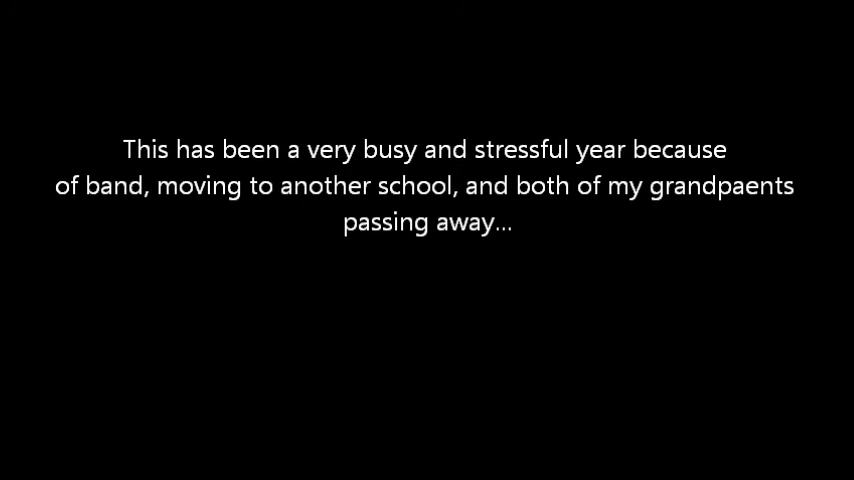 This has been a very busy and stressful year because
of band, moving to another school, and both of my grandpaents
passing away...